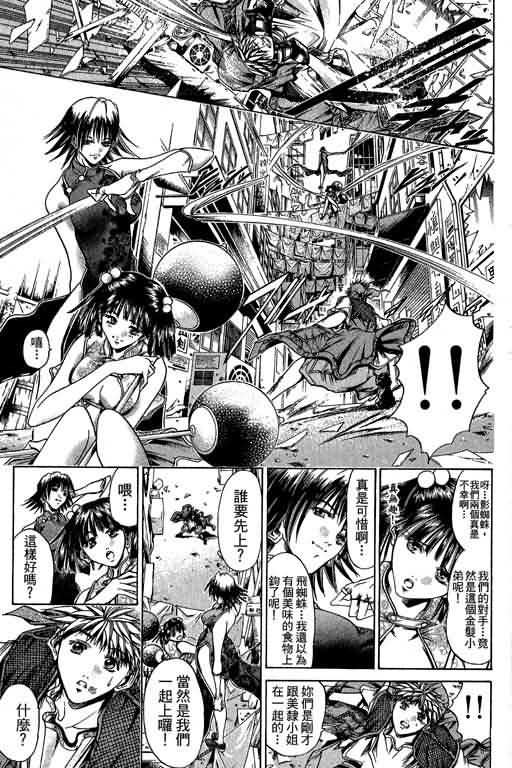 !!
嘻…
呀…影蜘蛛，
我們兩個真是
不幸啊…
我們的對手…竟
然是這個金髮小
弟呢！
真無趣！
真是可惜啊…
飛蜘蛛…我還以為
有個美味的食物上
鉤了呢！
!!
妳們是剛才
跟美隸小姐
在一起的…
誰要先上？
當然是我們
一起上囉！
喂…
這樣好嗎？
什麼？